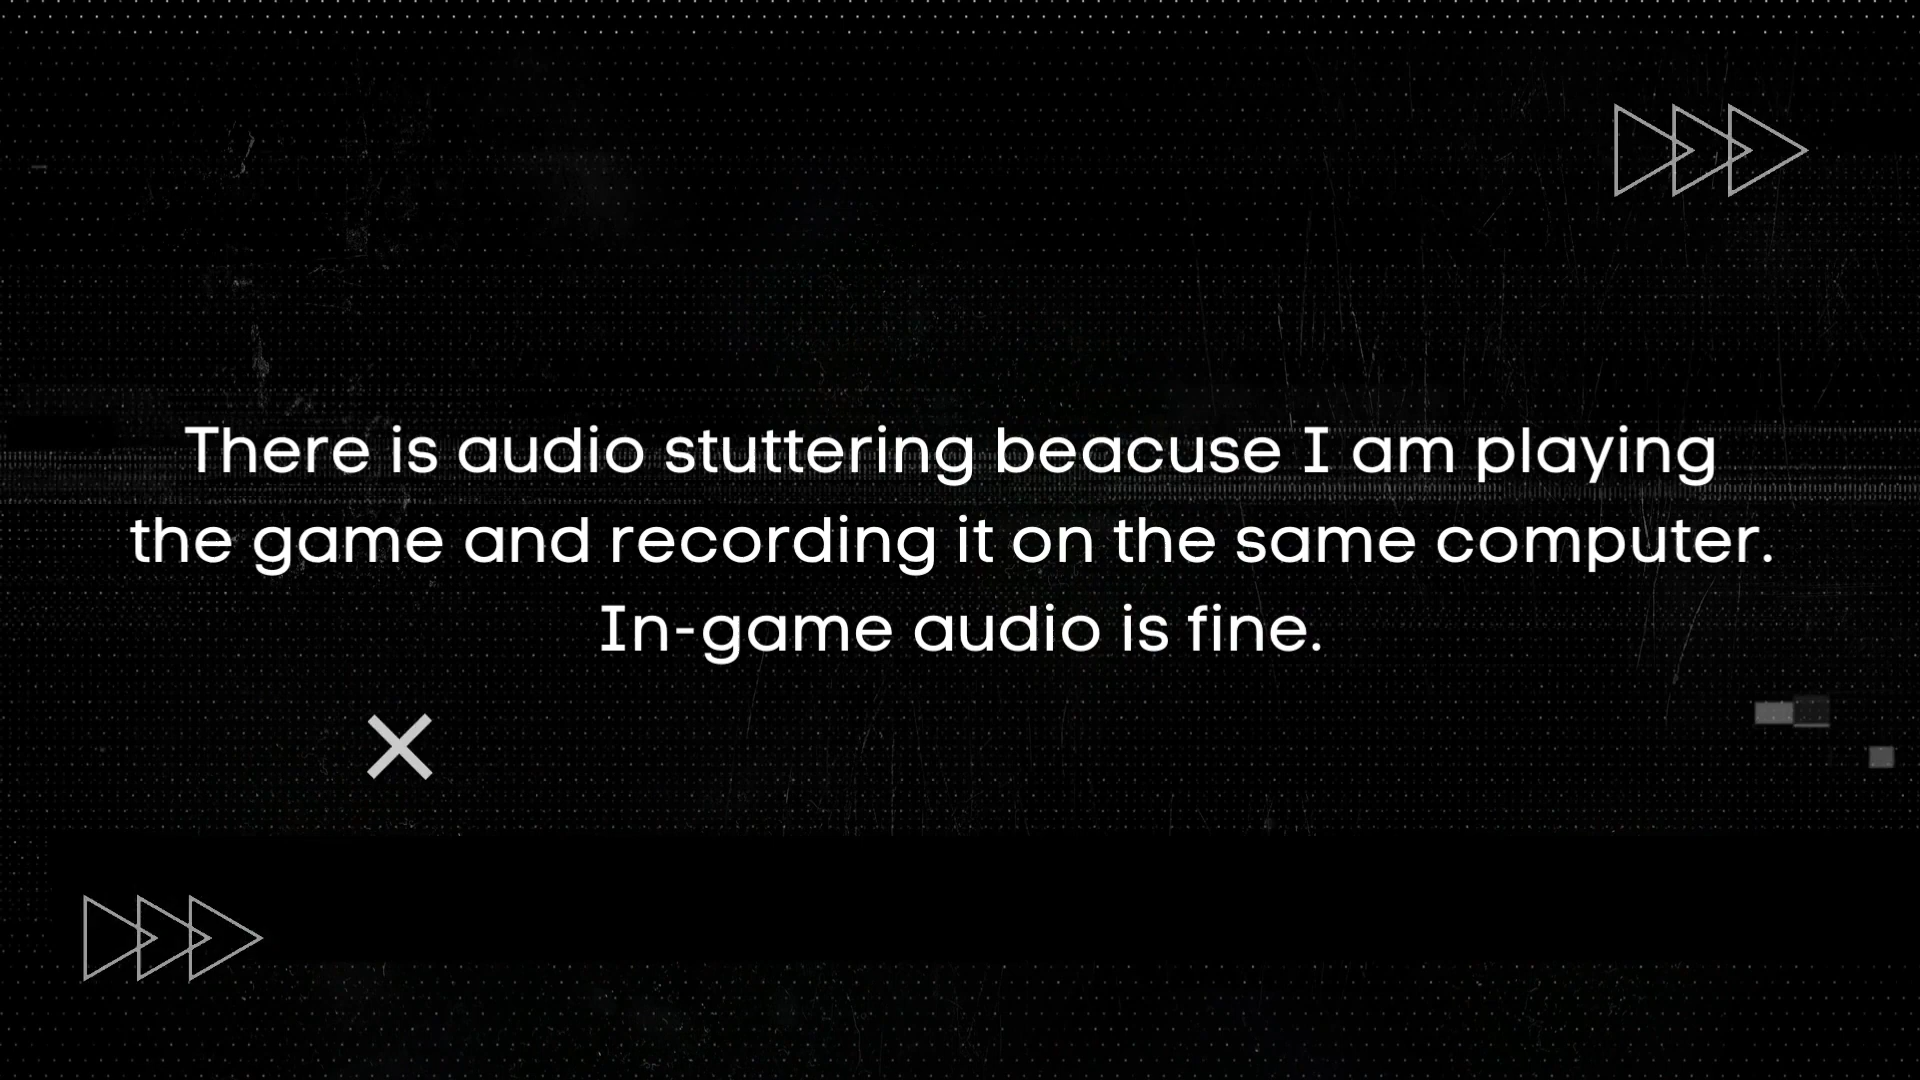 There is audio stuttering beacuse I am playing
the game and recording it on the same computer.
In-game audio is fine.